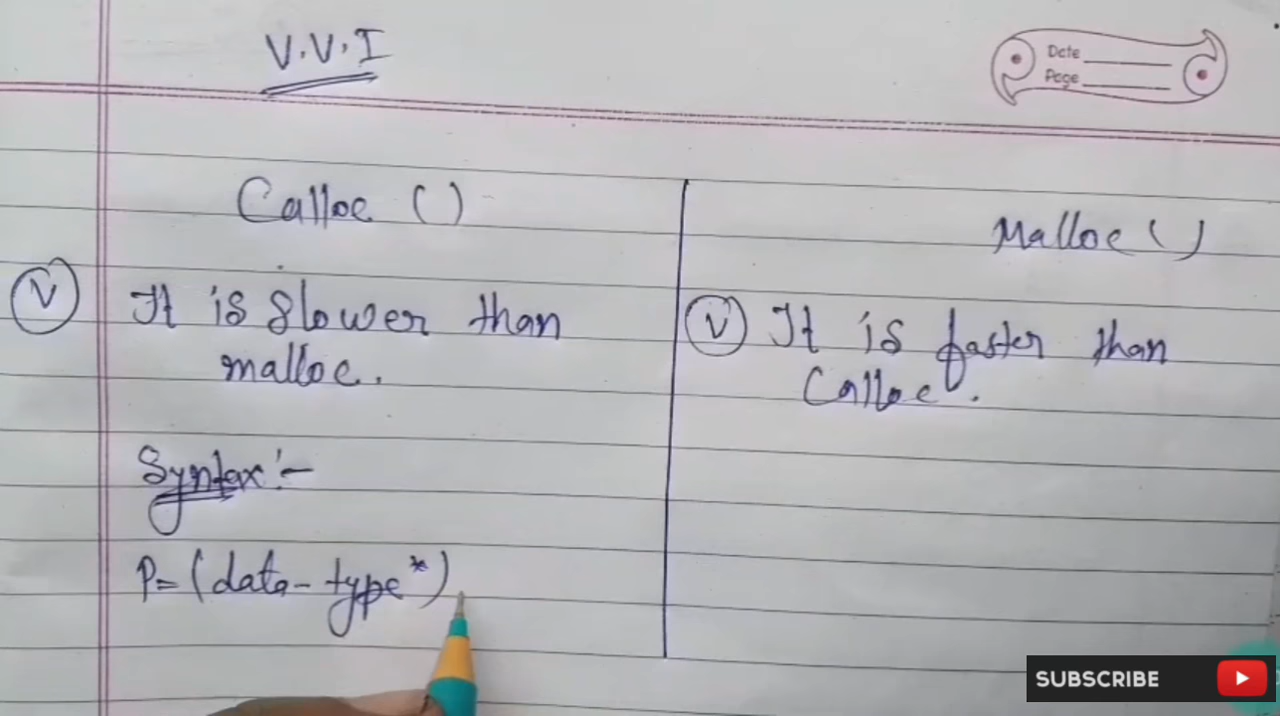 V.V.I
Date
Page
Calloc ()
(V) It is slower than
malloc.
Syntax:-
P= (data-type*)
Malloc ()
(V) It is faster than
Calloc.
SUBSCRIBE